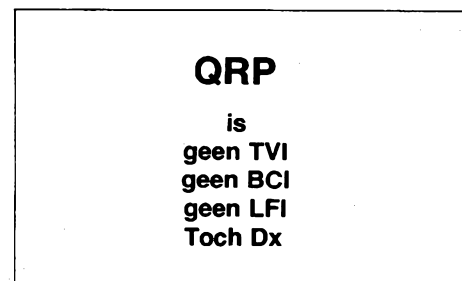 QRP
is
geen TVI
geen BCI
geen LFI
Toch Dx